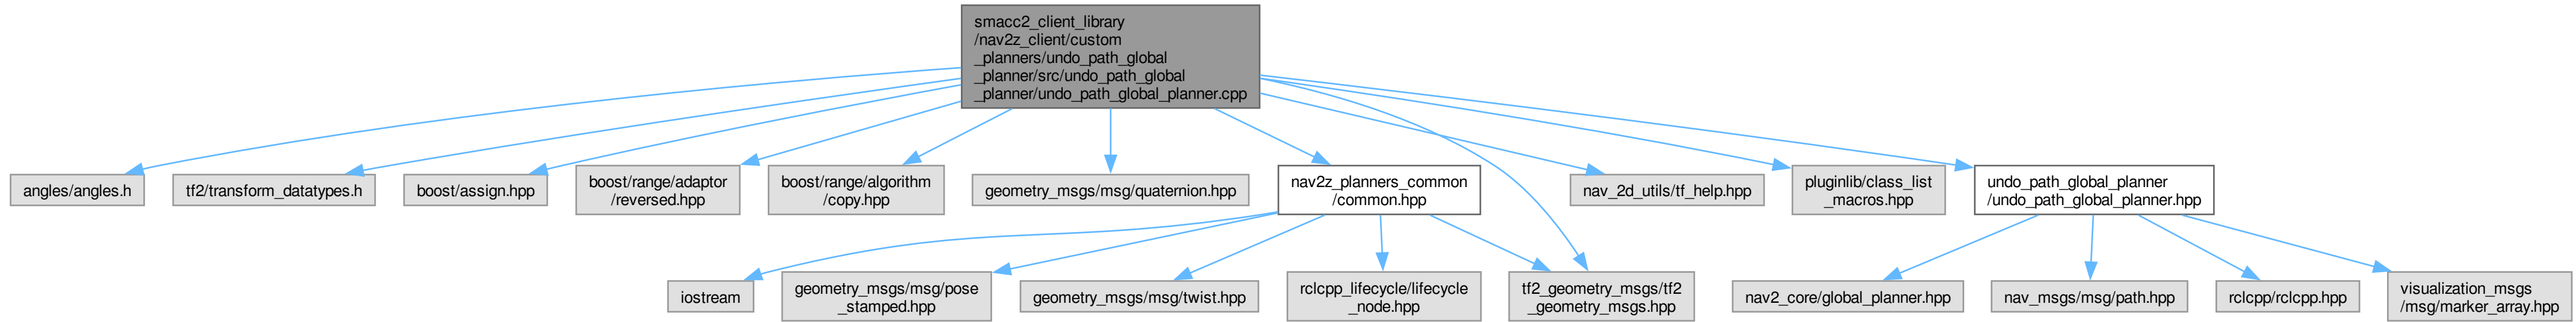 smacc2_client_library
/nav2z_client/custom
_planners/undo_path_global
_planner/src/undo_path_global
_planner/undo_path_global_planner.cpp
angles/angles.h
tf2/transform_datatypes.h
boost/assign.hpp
boost/range/adaptor
/reversed.hpp
boost/range/algorithm
/copy.hpp
geometry_msgs/msg/quaternion.hpp
nav2z_planners_common
/common.hpp
nav_2d_utils/tf_help.hpp
pluginlib/class_list
_macros.hpp
undo_path_global_planner
/undo_path_global_planner.hpp
iostream
geometry_msgs/msg/pose
_stamped.hpp
geometry_msgs/msg/twist.hpp
rclcpp_lifecycle/lifecycle
_node.hpp
tf2_geometry_msgs/tf2
_geometry_msgs.hpp
nav2_core/global_planner.hpp
nav_msgs/msg/path.hpp
rclcpp/rclcpp.hpp
visualization_msgs
/msg/marker_array.hpp